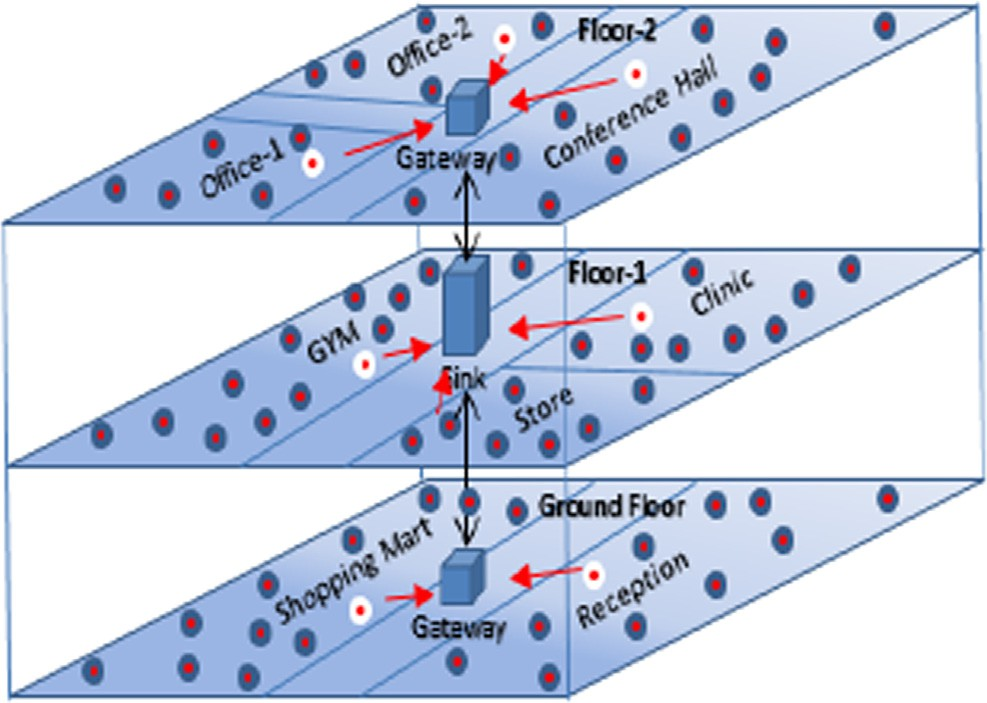 Office-2
Floor-2
Conference Hall
Office-1
Gateway
Floor-1
Clinic
GYM
Sink
Store
Ground Floor
Shopping Mart
Reception
Gateway